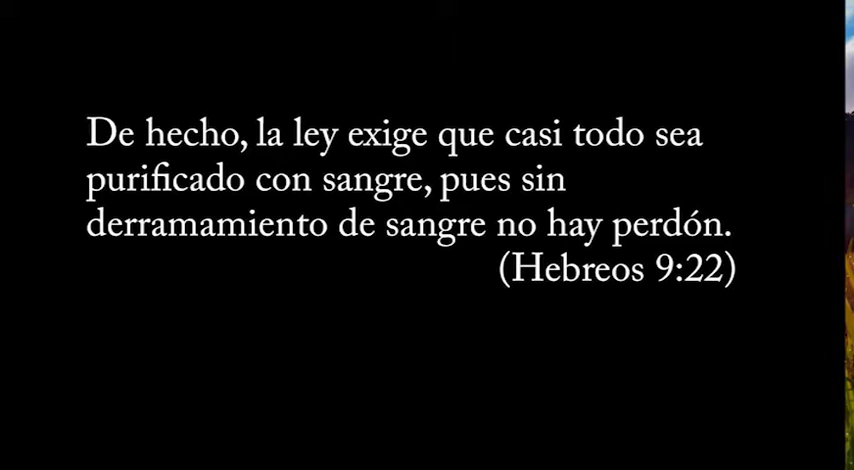 De hecho, la ley exige que casi todo sea
purificado con sangre, pues sin
derramamiento de sangre no hay perdón.
(Hebreos 9:22)